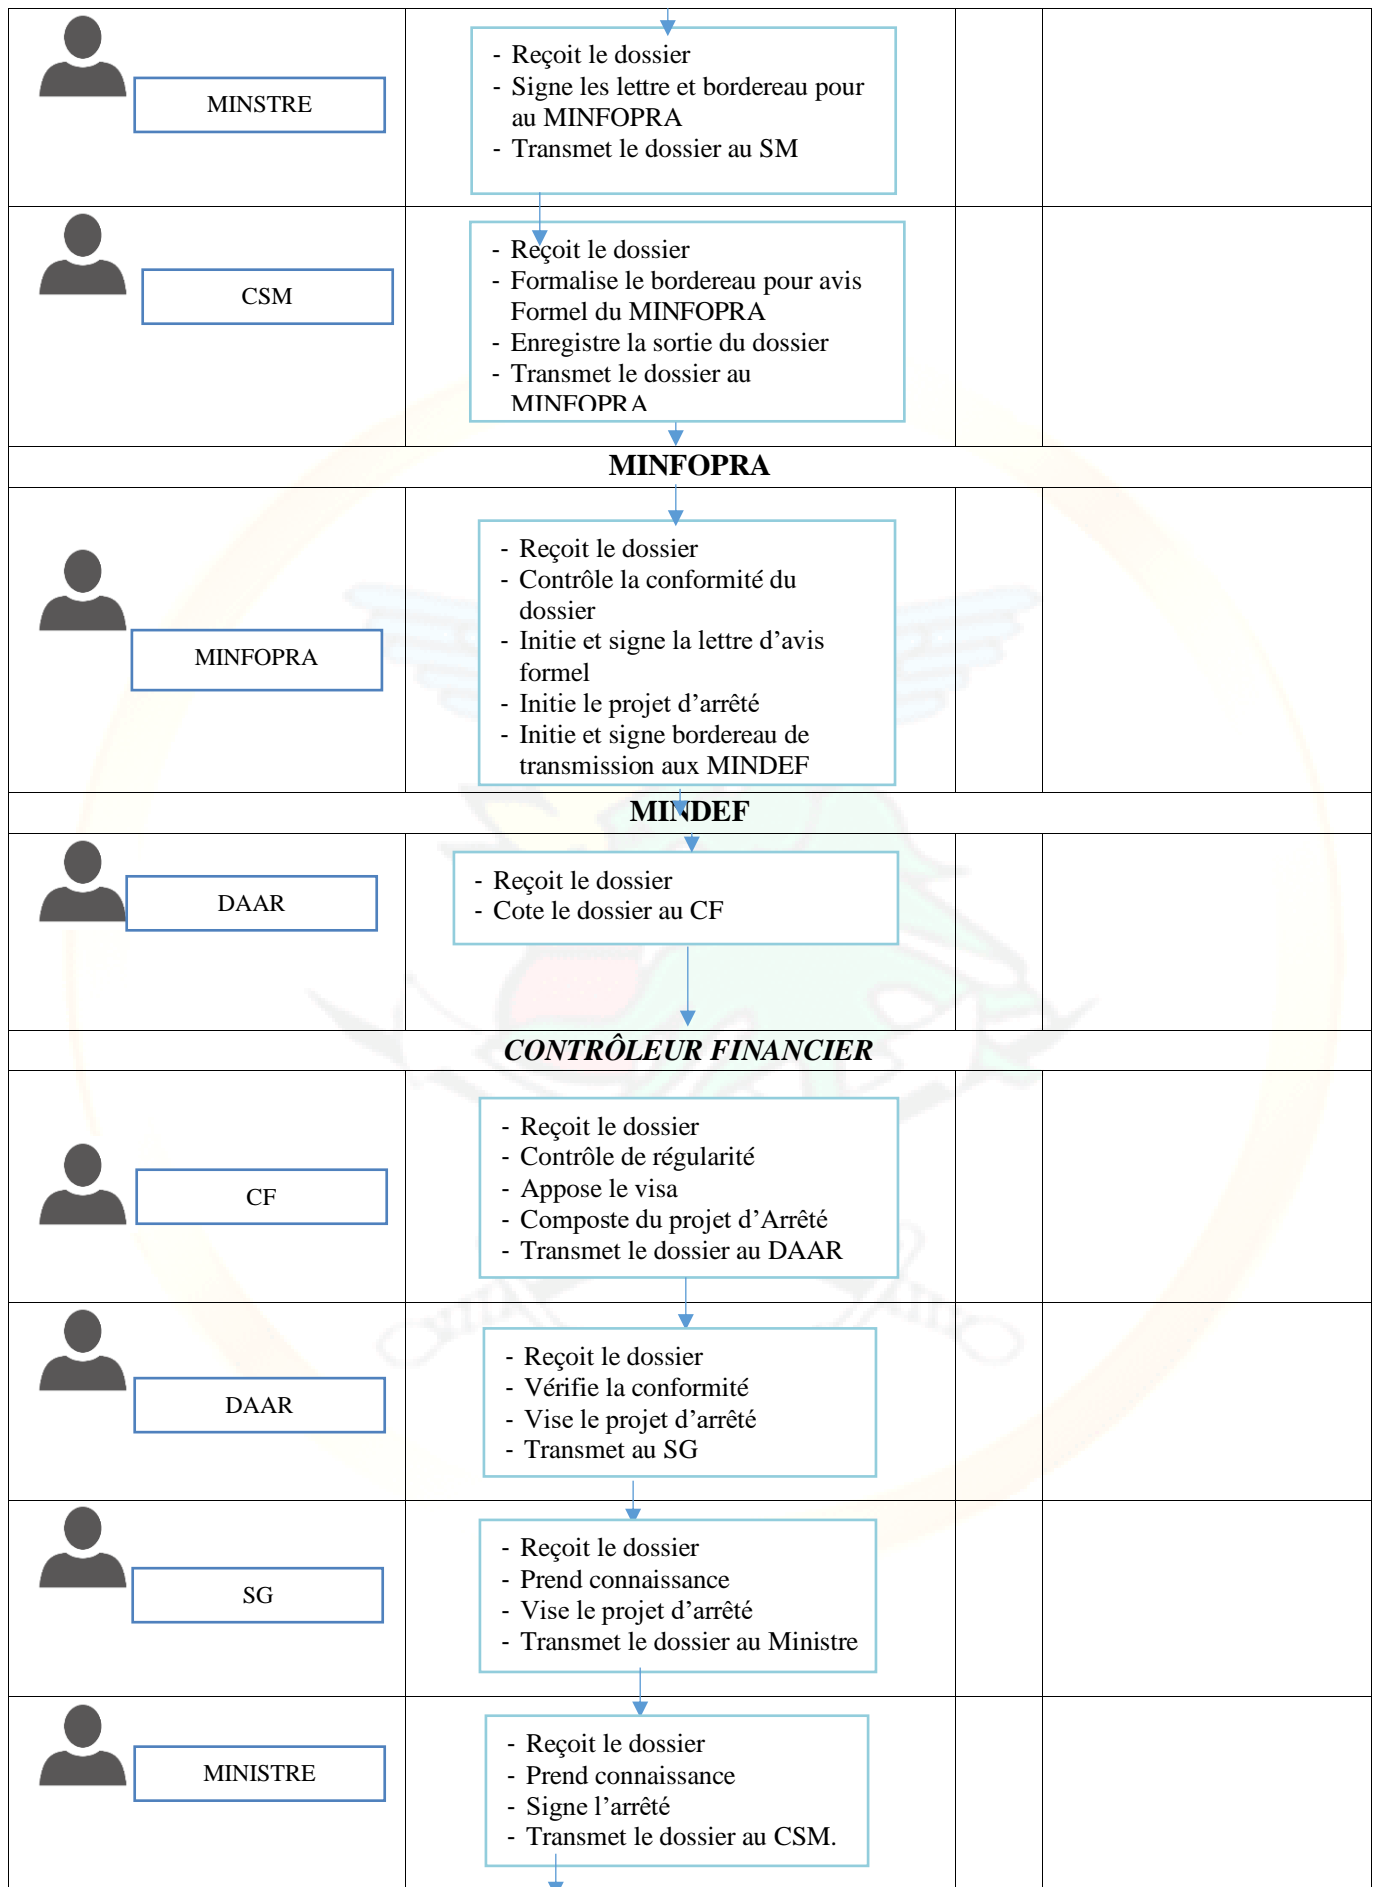 MINSTRE
- Reçoit le dossier
- Signe les lettre et bordereau pour
au MINFOPRA
- Transmet le dossier au SM
CSM
- Reçoit le dossier
- Formalise le bordereau pour avis
Formel du MINFOPRA
- Enregistre la sortie du dossier
- Transmet le dossier au
MINFOPRA
MINFOPRA
MINFOPRA
- Reçoit le dossier
- Contrôle la conformité du
dossier
- Initie et signe la lettre d’avis
formel
- Initie le projet d’arrêté
- Initie et signe bordereau de
transmission aux MINDEF
MINDEF
DAAR
- Reçoit le dossier
- Cote le dossier au CF
CONTRÔLEUR FINANCIER
CF
- Reçoit le dossier
- Contrôle de régularité
- Appose le visa
- Composte du projet d’Arrêté
- Transmet le dossier au DAAR
DAAR
- Reçoit le dossier
- Vérifie la conformité
- Vise le projet d’arrêté
- Transmet au SG
SG
- Reçoit le dossier
- Prend connaissance
- Vise le projet d’arrêté
- Transmet le dossier au Ministre
MINISTRE
- Reçoit le dossier
- Prend connaissance
- Signe l’arrêté
- Transmet le dossier au CSM.